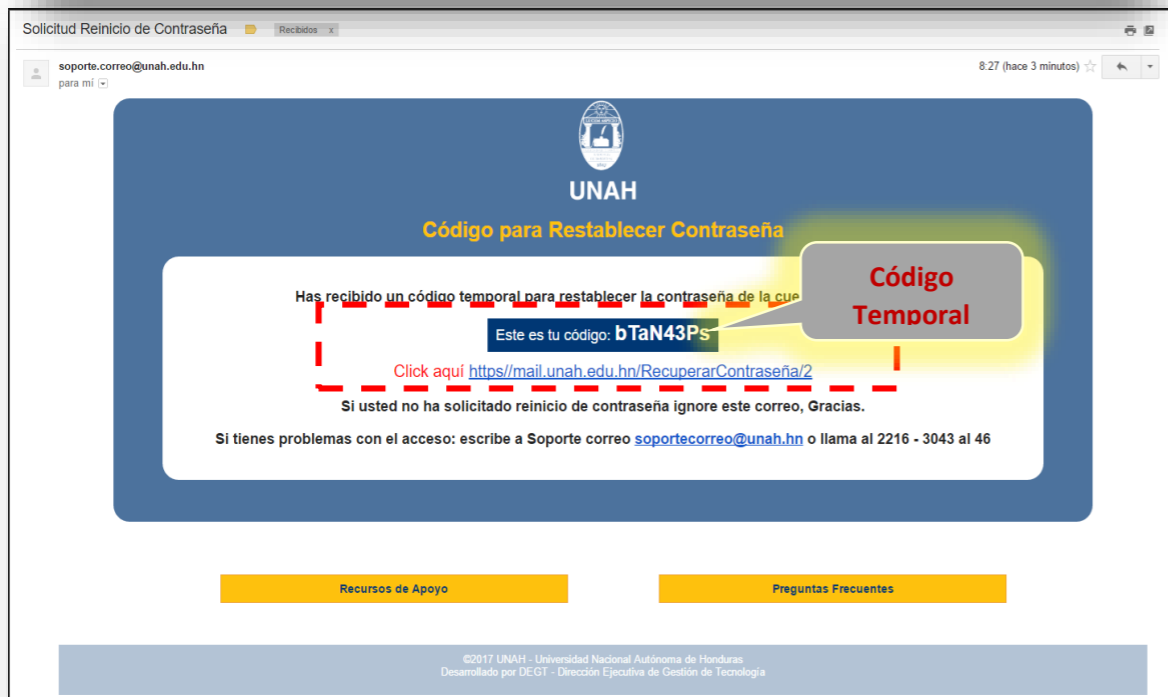 Solicitud Reinicio de Contraseña Recibidos x
soporte.correo@unah.edu.hn 8:27 (hace 3 minutos)
para mí
UNAH
Código para Restablecer Contraseña
Has recibido un código temporal para restablecer la contraseña de la cue
Código
Temporal
Este es tu código: bTaN43Ps
Click aquí https//mail.unah.edu.hn/RecuperarContraseña/2
Si usted no ha solicitado reinicio de contraseña ignore este correo, Gracias.
Si tienes problemas con el acceso: escribe a Soporte correo soportecorreo@unah.hn o llama al 2216 - 3043 al 46
Recursos de Apoyo Preguntas Frecuentes
©2017 UNAH - Universidad Nacional Autónoma de Honduras
Desarrollado por DEGT - Dirección Ejecutiva de Gestión de Tecnología